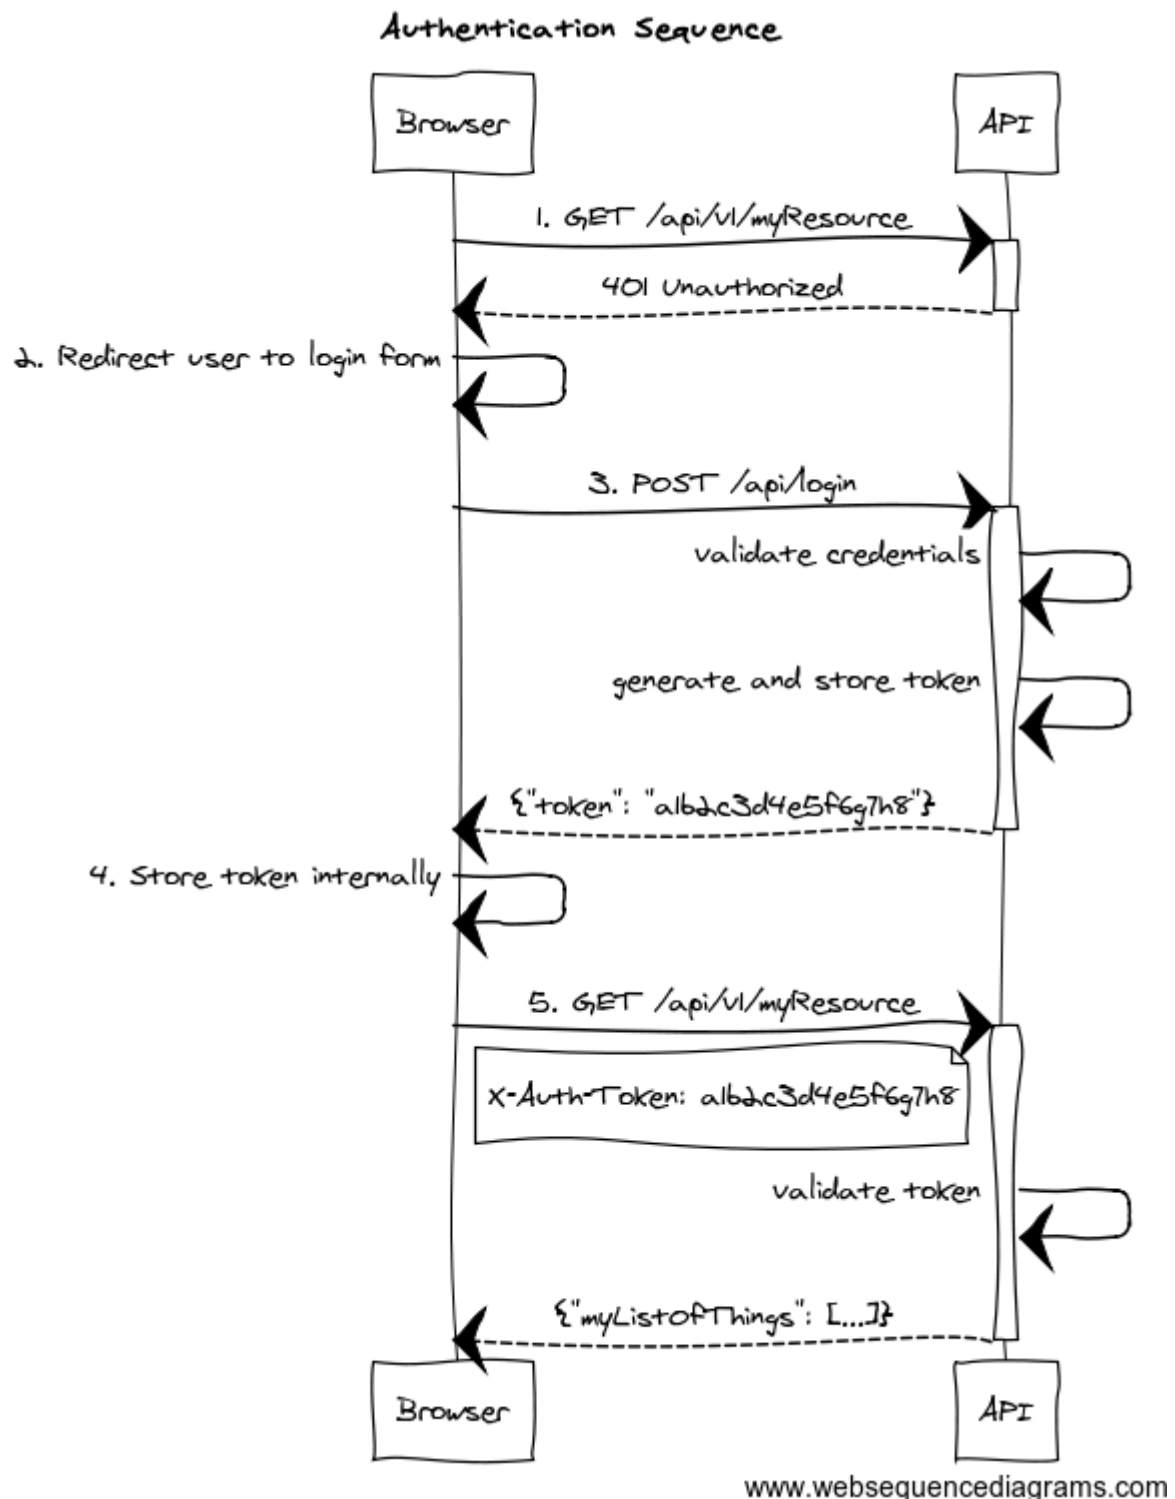 Authentication Sequence
Browser
API
1. GET /api/v1/myResource
401 Unauthorized
2. Redirect user to login form
3. POST /api/login
validate credentials
generate and store token
{"token": "a1b2c3d4e5f6g7h8"}
4. Store token internally
5. GET /api/v1/myResource
X-Auth-Token: a1b2c3d4e5f6g7h8
validate token
{"myListOfThings": [...]}
Browser
API
www.websequencediagrams.com